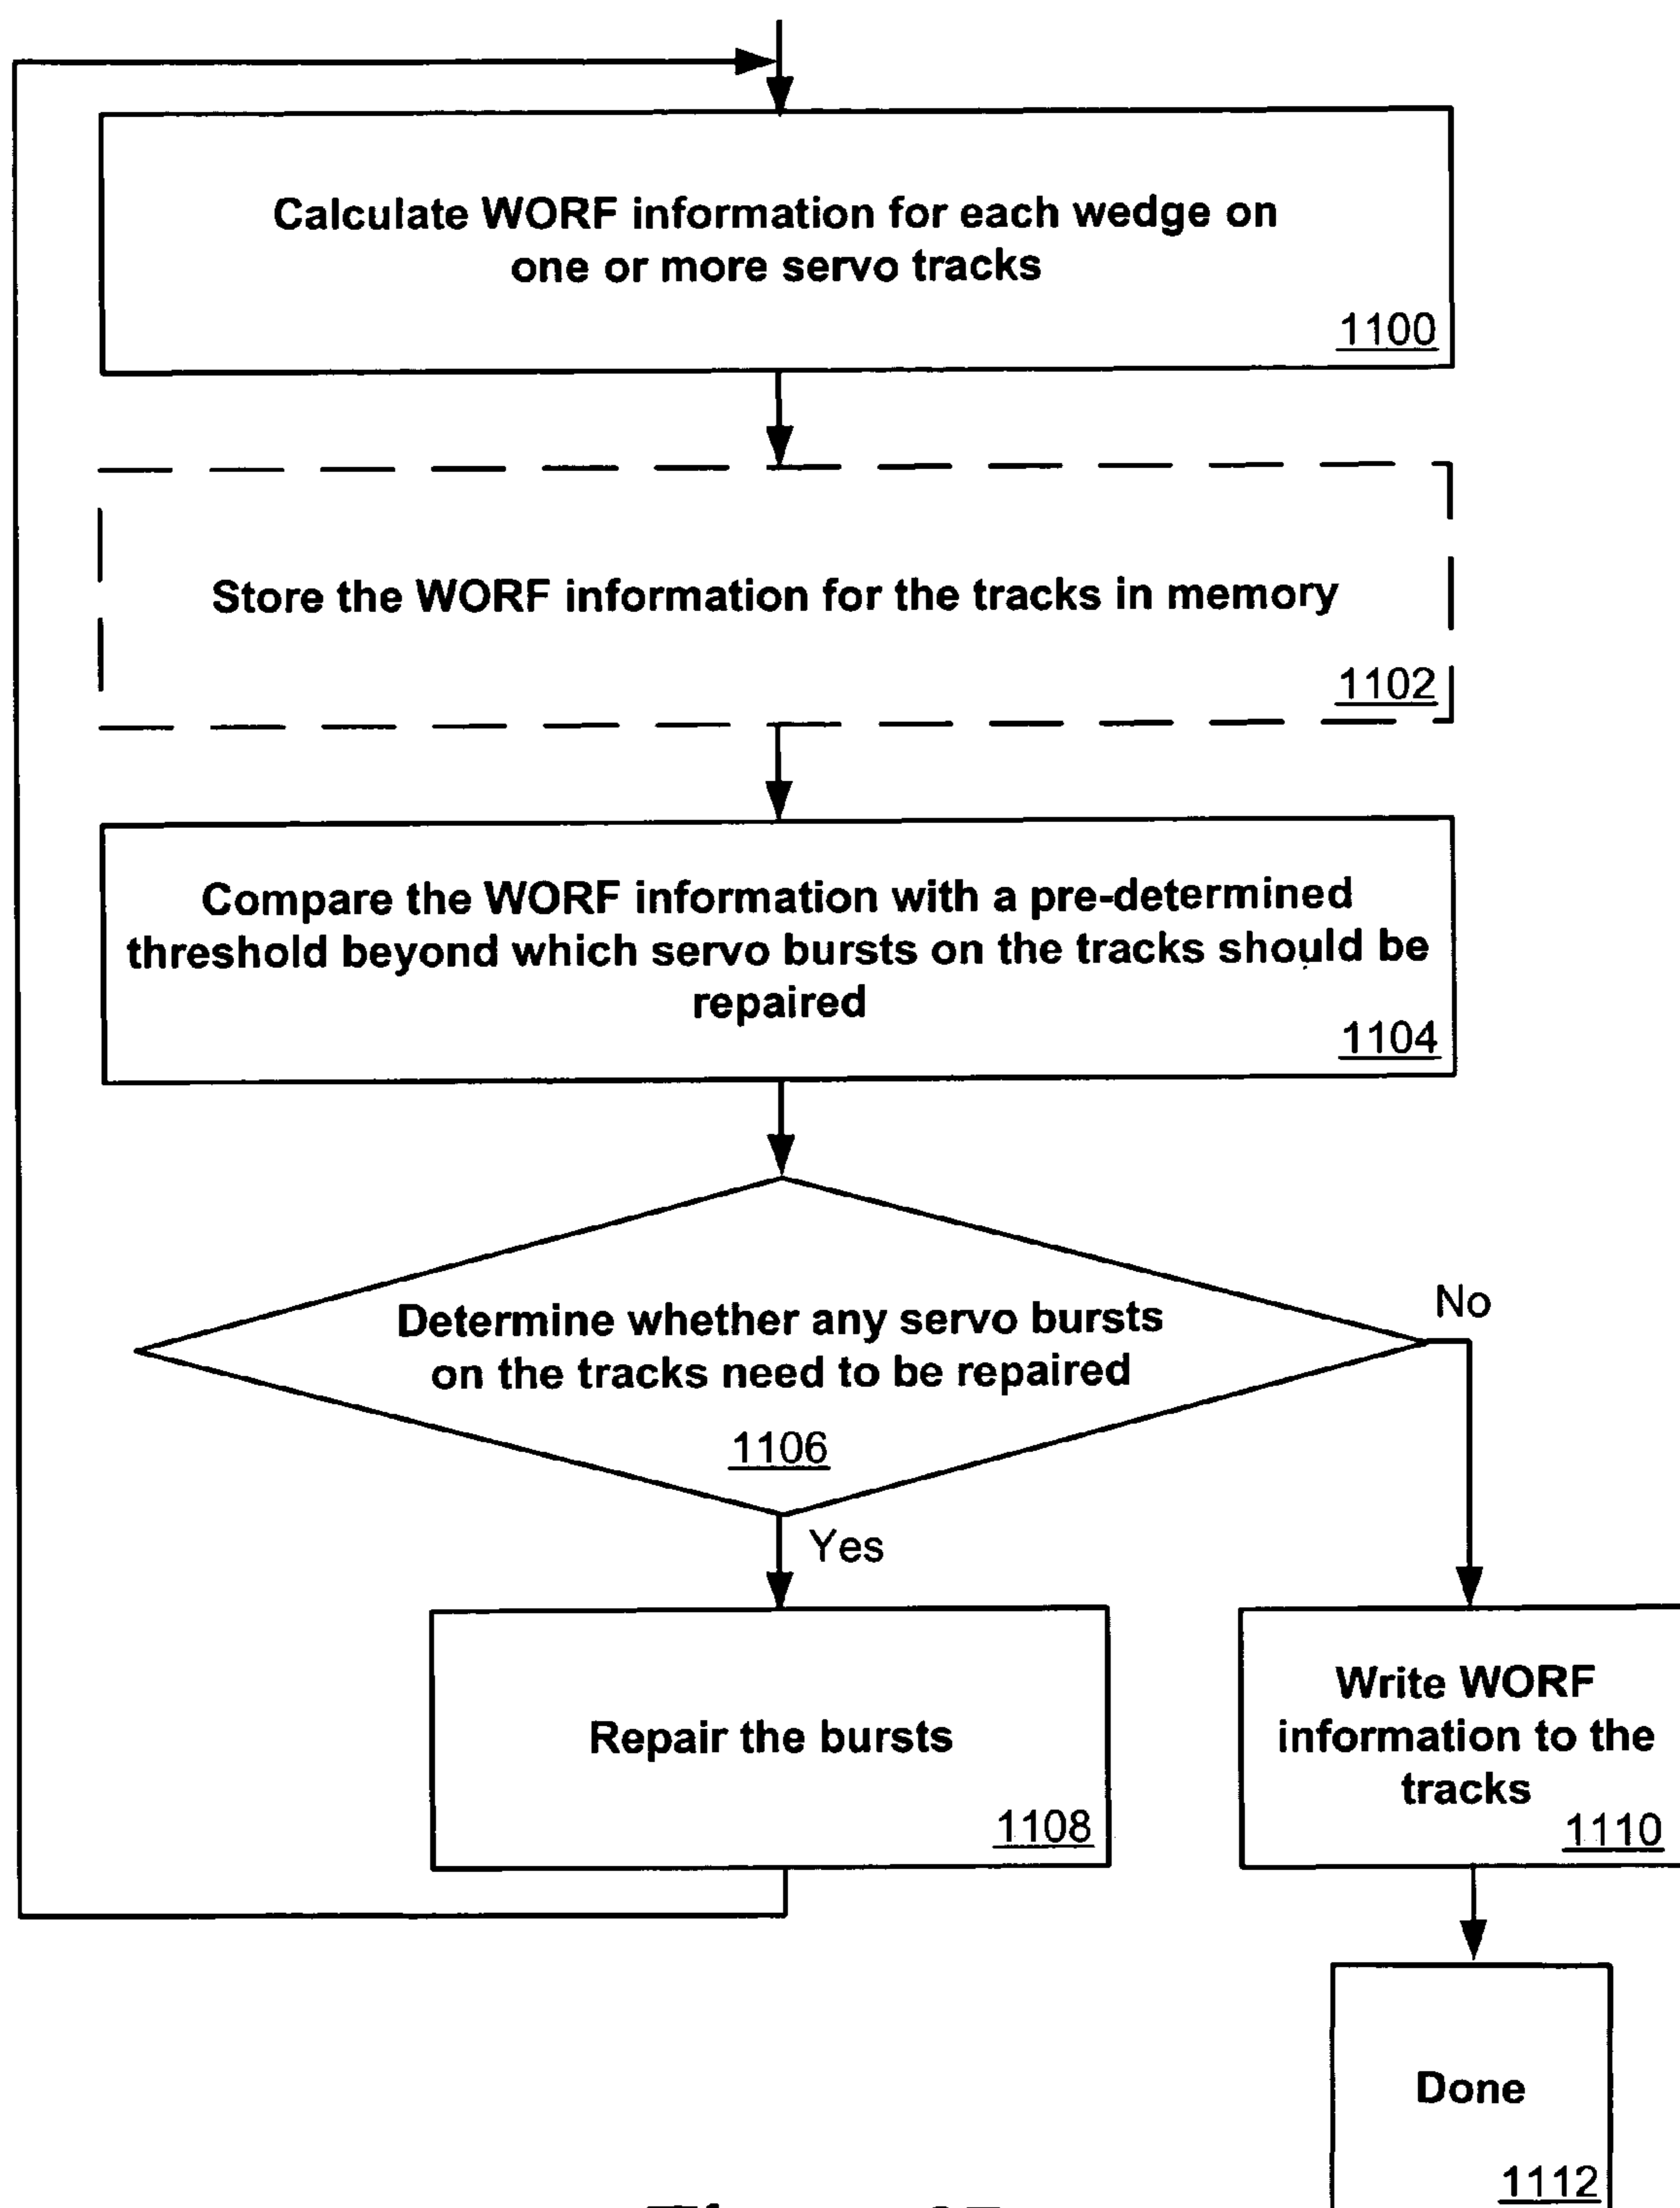 Calculate WORF information for each wedge on
one or more servo tracks
1100
Store the WORF information for the tracks in memory
1102
Compare the WORF information with a pre-determined
threshold beyond which servo bursts on the tracks should be
repaired
1104
Determine whether any servo bursts
on the tracks need to be repaired
1106
No
Yes
Repair the bursts
1108
Write WORF
information to the
tracks
1110
Done
1112